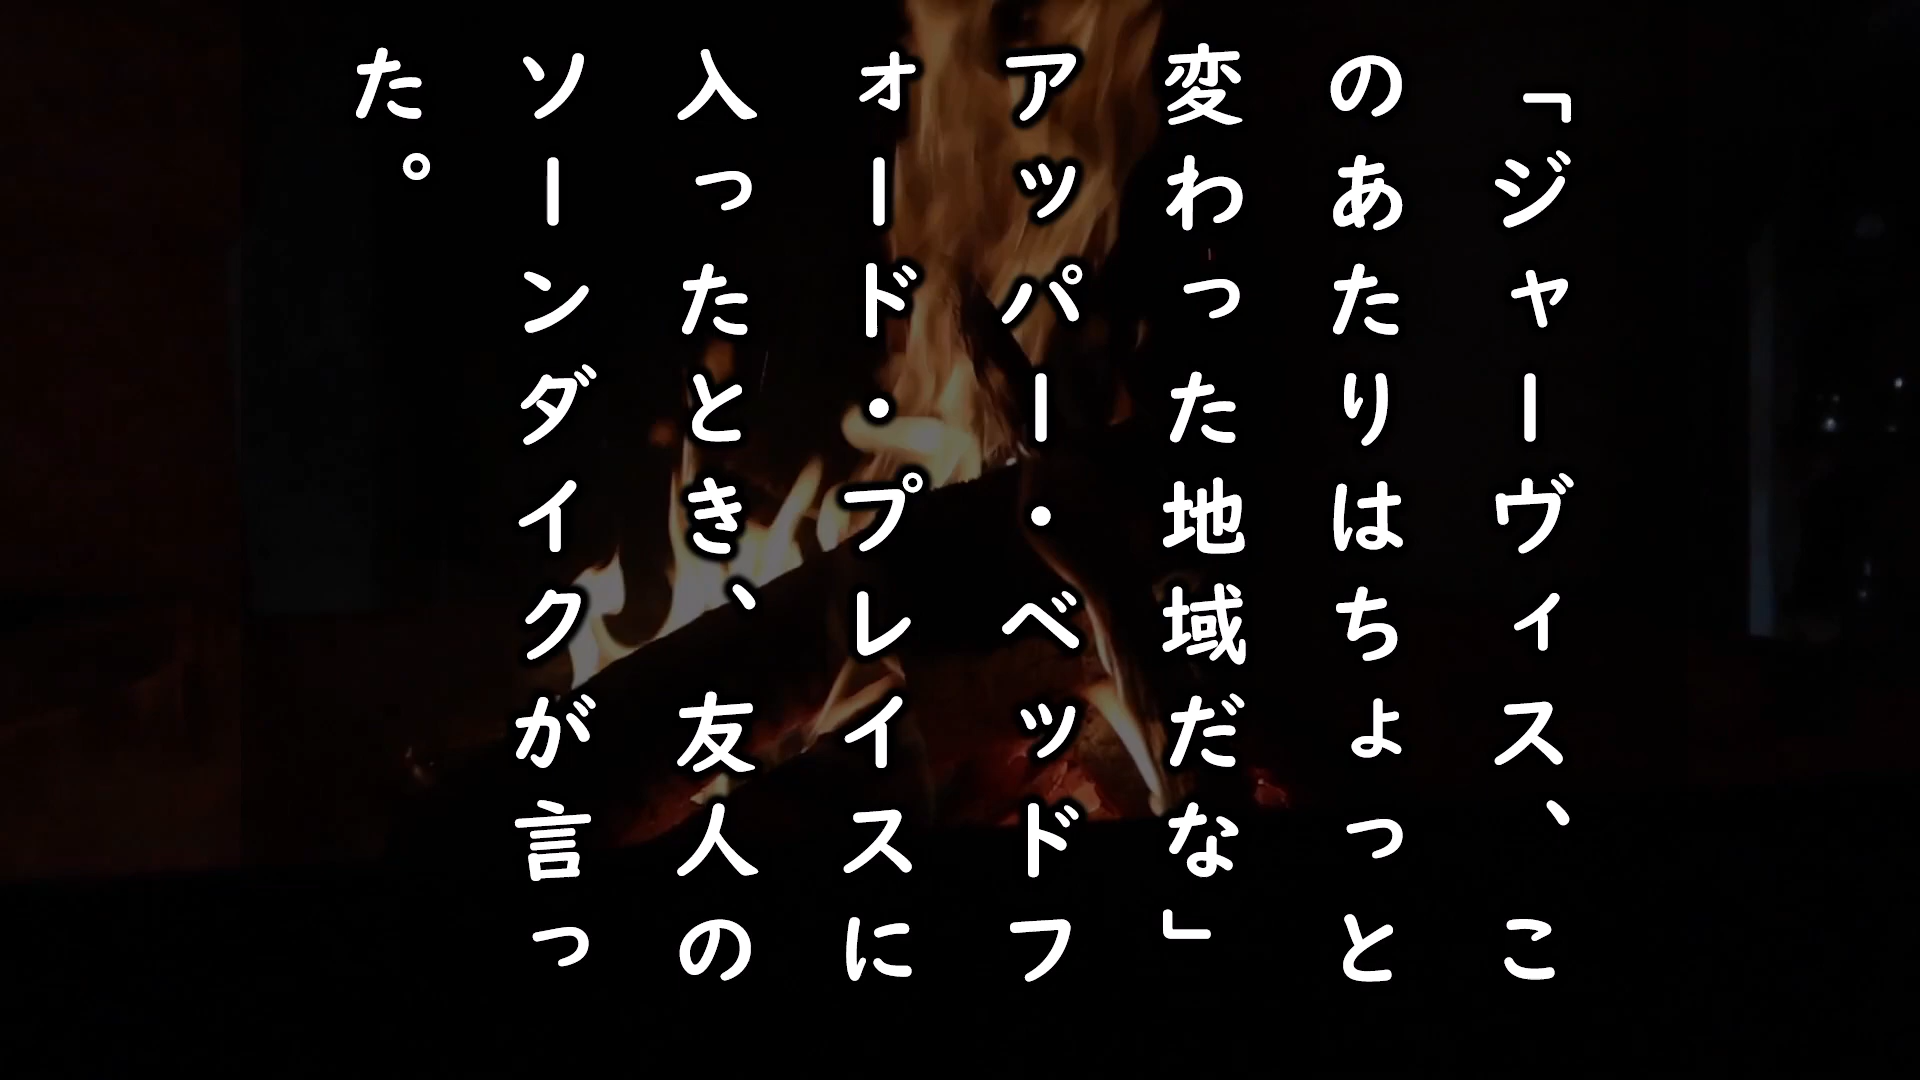 「ジャーヴィス、こ
のあたりはちょっと
変わった地域だな」
アッパー・ベッドフ
ォード・プレイスに
入ったとき、友人の
ソーンダイクが言っ
た。